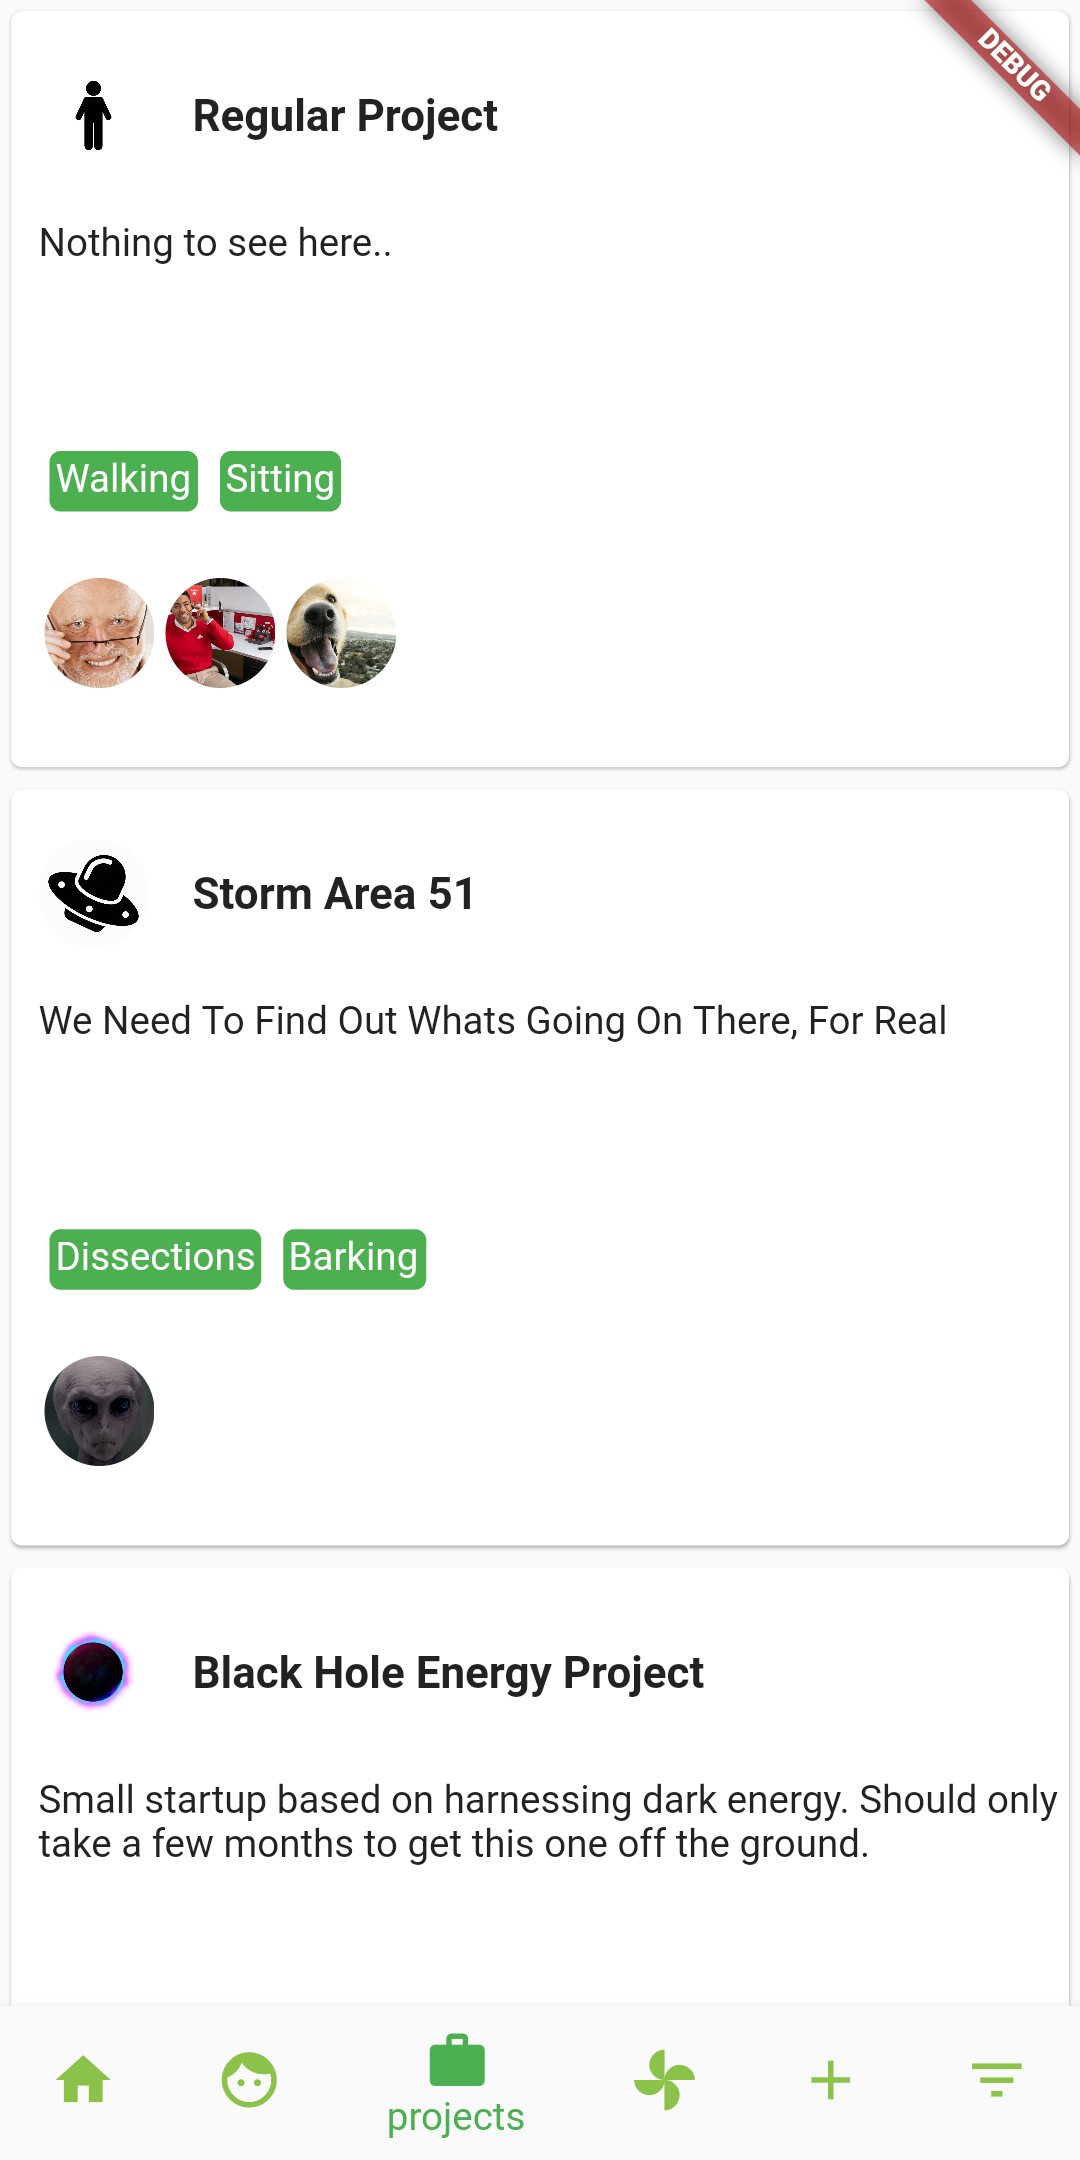 DEBUG
Regular Project
Nothing to see here..
Walking Sitting
Storm Area 51
We Need To Find Out Whats Going On There, For Real
Dissections Barking
Black Hole Energy Project
Small startup based on harnessing dark energy. Should only
take a few months to get this one off the ground.
projects